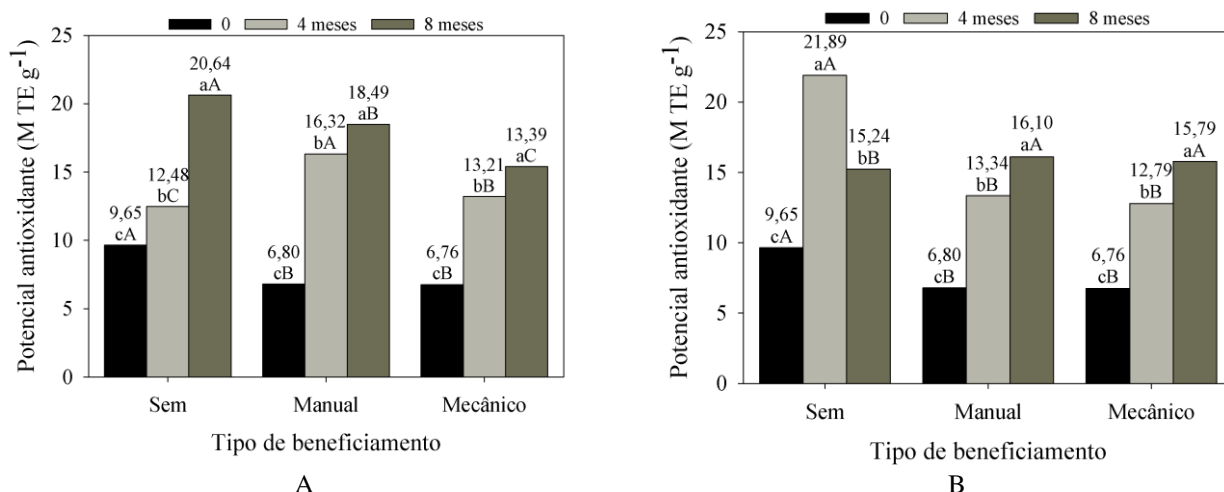 0 4 meses 8 meses
Potencial antioxidante (M TE g-1)
25
20
15
10
5
0
9,65
cA
12,48
bC
20,64
aA
6,80
cB
16,32
bA
18,49
aB
6,76
cB
13,21
bB
13,39
aC
Sem Manual Mecânico
Tipo de beneficiamento
A
0 4 meses 8 meses
Potencial antioxidante (M TE g-1)
25
20
15
10
5
0
9,65
cA
21,89
aA
15,24
bB
6,80
cB
13,34
bB
16,10
aA
6,76
cB
12,79
bB
15,79
aA
Sem Manual Mecânico
Tipo de beneficiamento
B